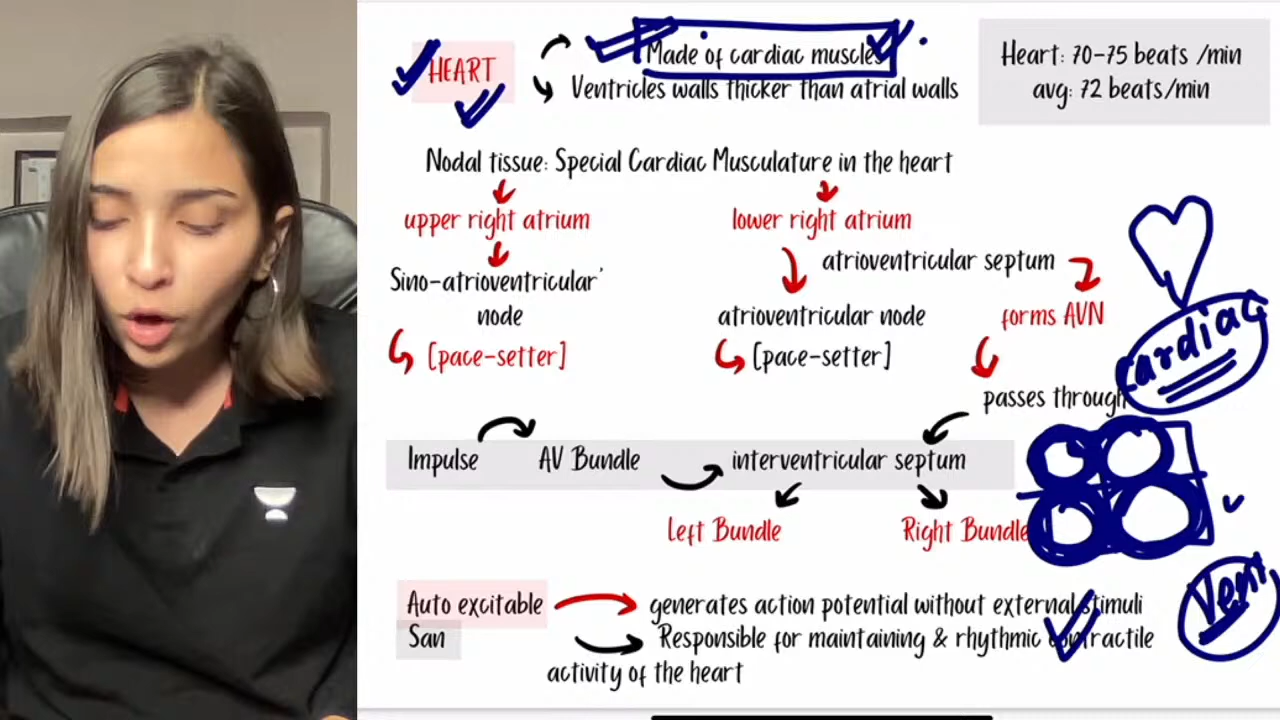 HEART
Made of cardiac muscles
Ventricles walls thicker than atrial walls
Heart: 70-75 beats /min
avg: 72 beats/min
Nodal tissue: Special Cardiac Musculature in the heart
upper right atrium
lower right atrium
Sino-atrioventricular'
node
[pace-setter]
atrioventricular septum
atrioventricular node
[pace-setter]
forms AVN
passes through
cardiac
Impulse
AV Bundle
interventricular septum
Left Bundle
Right Bundle
Auto excitable
generates action potential without external stimuli
San
Responsible for maintaining & rhythmic contractile
activity of the heart
Vent